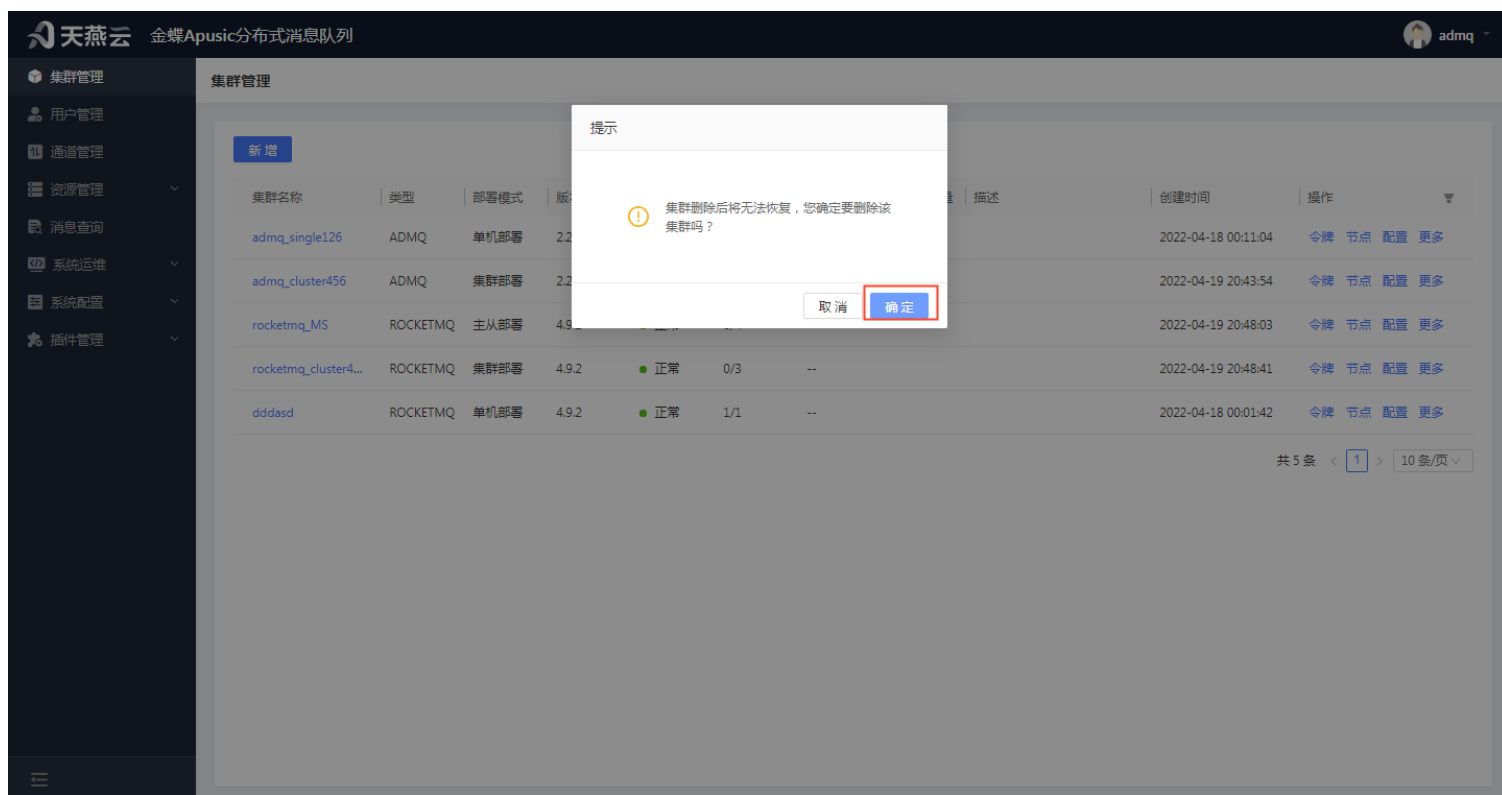 天燕云 金蝶Apusic分布式消息队列 admq
集群管理
用户管理
通道管理
资源管理
消息查询
系统运维
系统配置
插件管理
集群管理
新 增
集群名称 类型 部署模式 描述 创建时间 操作
admq_single126 ADMQ 单机部署 2.2 2022-04-18 00:11:04 令牌 节点 配置 更多
admq_cluster456 ADMQ 集群部署 2.2 2022-04-19 20:43:54 令牌 节点 配置 更多
rocketmq_MS ROCKETMQ 主从部署 4.9.2 正常 2022-04-19 20:48:03 令牌 节点 配置 更多
rocketmq_cluster4... ROCKETMQ 集群部署 4.9.2 正常 0/3 -- 2022-04-19 20:48:41 令牌 节点 配置 更多
dddasd ROCKETMQ 单机部署 4.9.2 正常 1/1 -- 2022-04-18 00:01:42 令牌 节点 配置 更多
共 5 条 < 1 > 10 条/页
提示
集群删除后将无法恢复，您确定要删除该
集群吗？
取 消 确 定